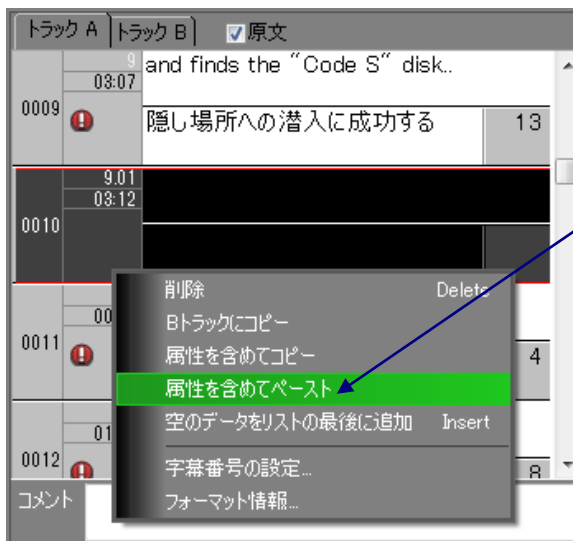 トラック A トラック B 原文
9 and finds the "Code S" disk..
03:07
0009 隠し場所への潜入に成功する 13
9.01
03:12
0010
削除 Delete
00 Bトラックにコピー
0011 属性を含めてコピー 4
属性を含めてペースト
空のデータをリストの最後に追加 Insert
01
0012 字幕番号の設定... 8
コメント フォーマット情報...